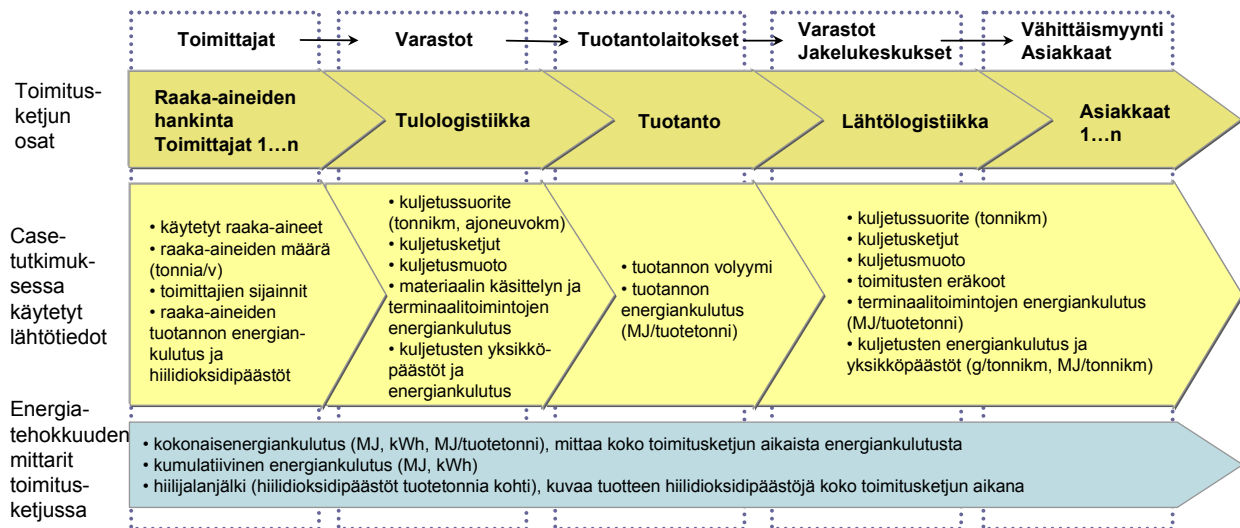 Toimittajat
Varastot
Tuotantolaitokset
Varastot
Jakelukeskukset
Vähittäismyynti
Asiakkaat
Toimitus-
ketjun
osat
Raaka-aineiden
hankinta
Toimittajat 1…n
Tulologistiikka
Tuotanto
Lähtölogistiikka
Asiakkaat
1…n
Case-
tutkimuk-
sessa
käytetyt
lähtötiedot
• käytetyt raaka-aineet
• raaka-aineiden määrä
(tonnia/v)
• toimittajien sijainnit
• raaka-aineiden
tuotannon energian-
kulutus ja
hiilidioksidipäästöt
• kuljetussuorite
(tonnikm, ajoneuvokm)
• kuljetusketjut
• kuljetusmuoto
• materiaalin käsittelyn ja
terminaalitoimintojen
energiankulutus
• kuljetusten yksikkö-
päästöt ja
energiankulutus
• tuotannon volyymi
• tuotannon
energiankulutus
(MJ/tuotetonni)
• kuljetussuorite (tonnikm)
• kuljetusketjut
• kuljetusmuoto
• toimitusten eräkoot
• terminaalitoimintojen energiankulutus
(MJ/tuotetonni)
• kuljetusten energiankulutus ja
yksikköpäästöt (g/tonnikm, MJ/tonnikm)
Energia-
tehokkuuden
mittarit
toimitus-
ketjussa
• kokonaisenergiankulutus (MJ, kWh, MJ/tuotetonni), mittaa koko toimitusketjun aikaista energiankulutusta
• kumulatiivinen energiankulutus (MJ, kWh)
• hiilijalanjälki (hiilidioksidipäästöt tuotetonnia kohti), kuvaa tuotteen hiilidioksidipäästöjä koko toimitusketjun aikana